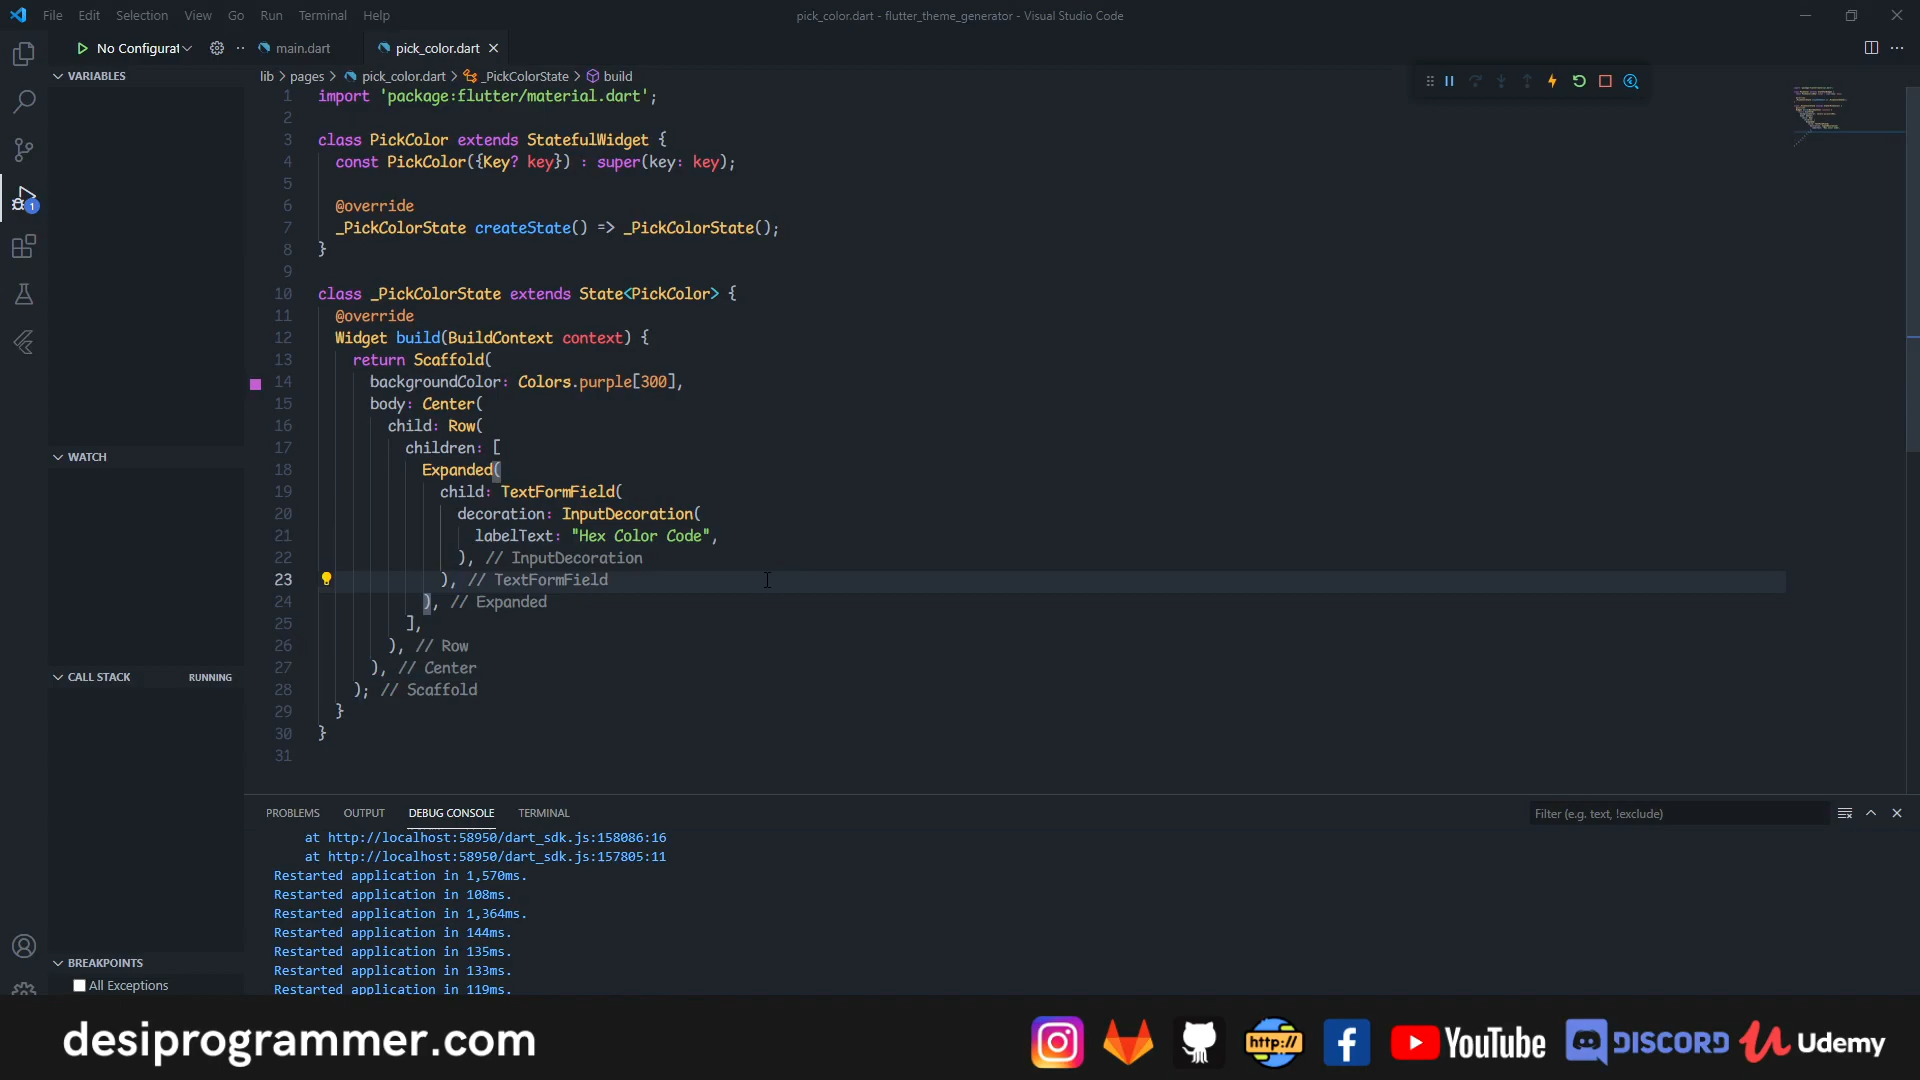 File Edit Selection View Go Run Terminal Help
pick_color.dart - flutter_theme_generator - Visual Studio Code
No Configurat
main.dart
pick_color.dart
VARIABLES
lib > pages > pick_color.dart > _PickColorState > build
1 import 'package:flutter/material.dart';
2
3 class PickColor extends StatefulWidget {
4 const PickColor({Key? key}) : super(key: key);
5
6 @override
7 _PickColorState createState() => _PickColorState();
8 }
9
10 class _PickColorState extends State<PickColor> {
11 @override
12 Widget build(BuildContext context) {
13 return Scaffold(
14 backgroundColor: Colors.purple[300],
15 body: Center(
16 child: Row(
17 children: [
18 Expanded(
19 child: TextFormField(
20 decoration: InputDecoration(
21 labelText: "Hex Color Code",
22 ), // InputDecoration
23 ), // TextFormField
24 ), // Expanded
25 ],
26 ), // Row
27 ), // Center
28 ); // Scaffold
29 }
30 }
31
1
WATCH
CALL STACK RUNNING
BREAKPOINTS
All Exceptions
PROBLEMS OUTPUT DEBUG CONSOLE TERMINAL
Filter (e.g. text, !exclude)
at http://localhost:58950/dart_sdk.js:158086:16
at http://localhost:58950/dart_sdk.js:157805:11
Restarted application in 1,570ms.
Restarted application in 108ms.
Restarted application in 1,364ms.
Restarted application in 144ms.
Restarted application in 135ms.
Restarted application in 133ms.
Restarted application in 119ms.
desiprogrammer.com
http://
YouTube
DISCORD
Udemy